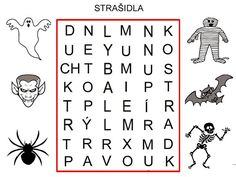 STRAŠIDLA
D N L M N K
U E Y U N O
CH T B M U S
K O A I P T
T P L E Í R
R Ý L M R A
T R R X M D
P A V O U K